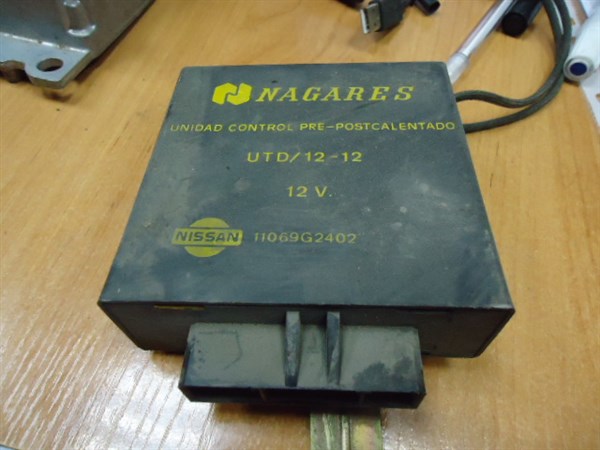 NAGARES
UNIDAD CONTROL PRE-POSTCALENTADO
UTD/12-12
12 V.
NISSAN 11069G2402